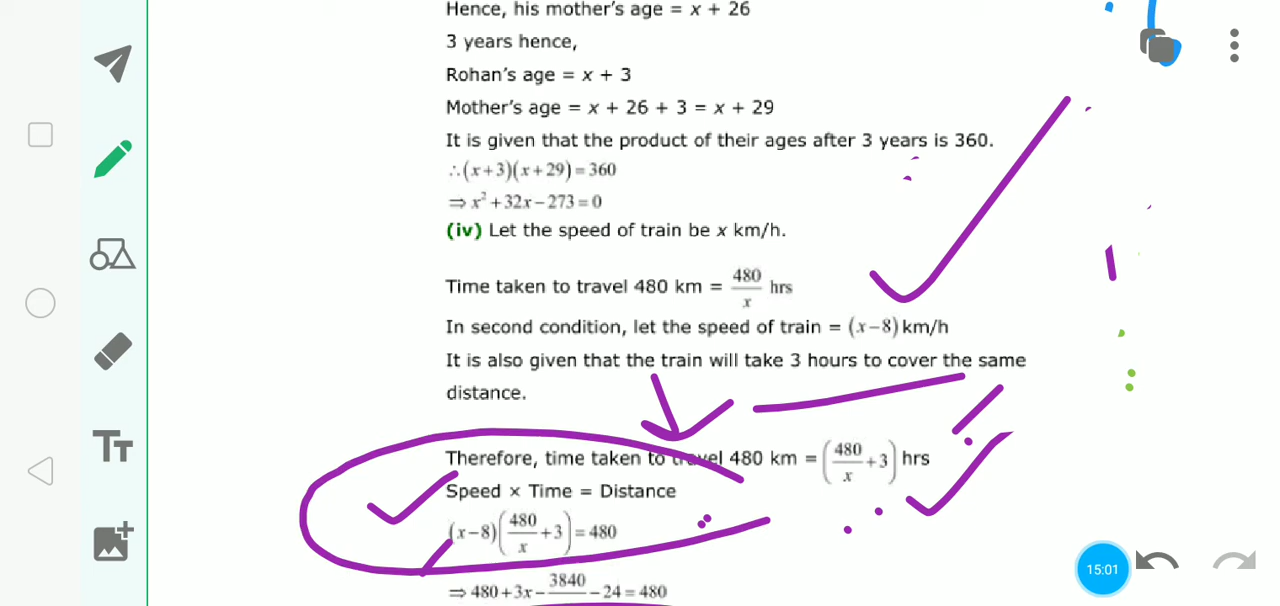 Hence, his mother's age = x + 26
3 years hence,
Rohan's age = x + 3
Mother's age = x + 26 + 3 = x + 29
It is given that the product of their ages after 3 years is 360.
∴(x+3)(x+29)=360
⇒ x² +32x−273=0
(iv) Let the speed of train be x km/h.
Time taken to travel 480 km = 480/x hrs
In second condition, let the speed of train = (x−8) km/h
It is also given that the train will take 3 hours to cover the same
distance.
Therefore, time taken to travel 480 km = (480/x +3) hrs
Speed × Time = Distance
(x−8)(480/x +3)=480
⇒ 480+3x− 3840 −24=480
TT
15:01